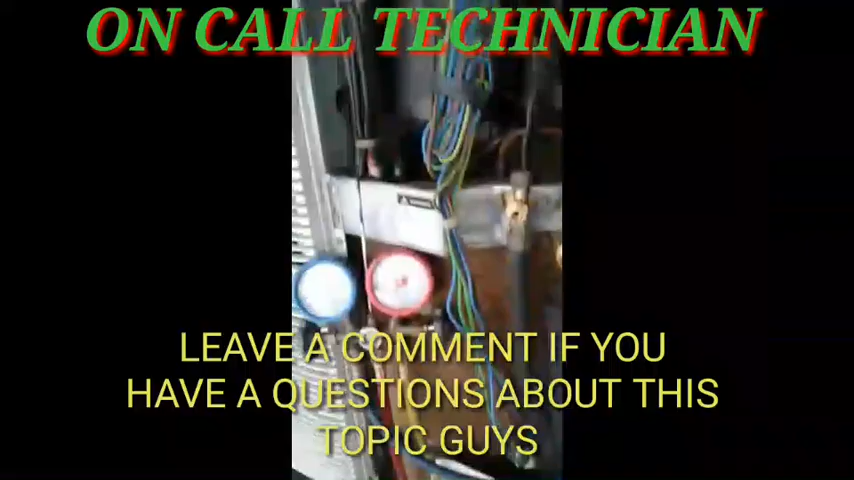 ON CALL TECHNICIAN
LEAVE A COMMENT IF YOU
HAVE A QUESTIONS ABOUT THIS
TOPIC GUYS